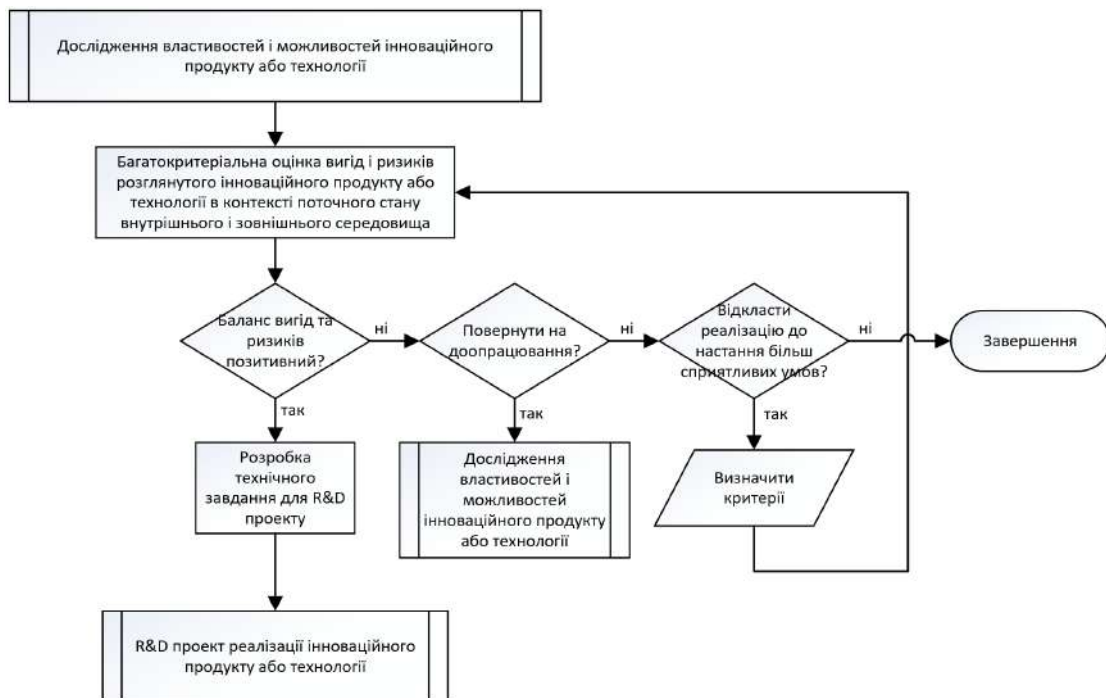 Дослідження властивостей і можливостей інноваційного
продукту або технології
Багатокритеріальна оцінка вигід і ризиків
розглянутого інноваційного продукту або
технології в контексті поточного стану
внутрішнього і зовнішнього середовища
Баланс вигід та
ризиків
позитивний?
ні
так
Повернути на
доопрацювання?
ні
так
Відкласти
реалізацію до
настання більш
сприятливих умов?
ні
так
Завершення
Розробка
технічного
завдання для R&D
проекту
Дослідження
властивостей і
можливостей
інноваційного продукту
або технології
Визначити
критерії
R&D проект реалізації інноваційного
продукту або технології